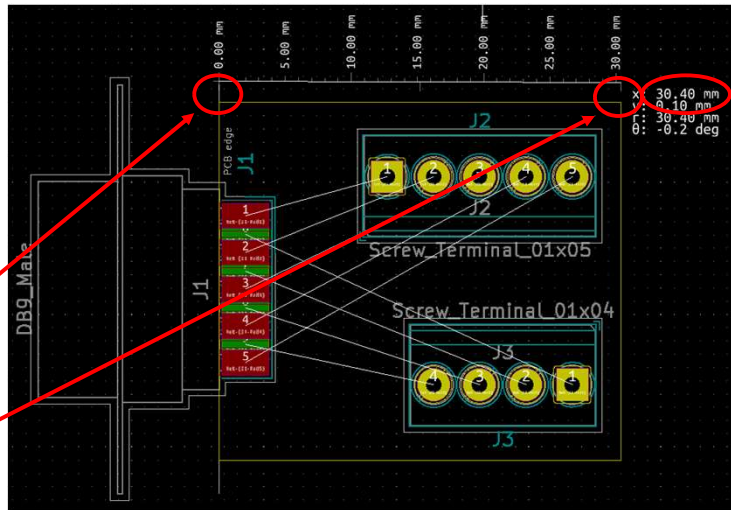 0.00 mm
5.00 mm
10.00 mm
15.00 mm
20.00 mm
25.00 mm
30.00 mm
x: 30.40 mm
y: 0.10 mm
r: 30.40 mm
θ: -0.2 deg
PCB edge
J1
J2
1 2 3 4 5
J2
Screw_Terminal_01x05
DB9_Male
J1
1
2
3
4
5
Screw_Terminal_01x04
J3
4 3 2 1
J3